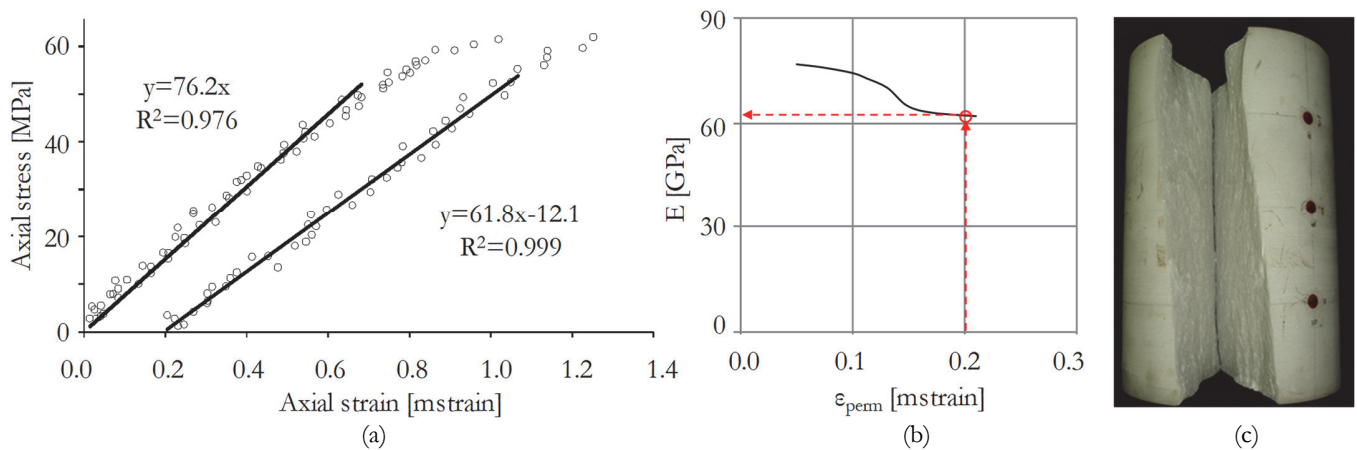 60
40
20
0
Axial stress [MPa]
y=76.2x
R²=0.976
y=61.8x-12.1
R²=0.999
0.0 0.2 0.4 0.6 0.8 1.0 1.2 1.4
Axial strain [mstrain]
(a)
90
60
30
0
E [GPa]
0.0 0.1 0.2 0.3
εperm [mstrain]
(b)
(c)